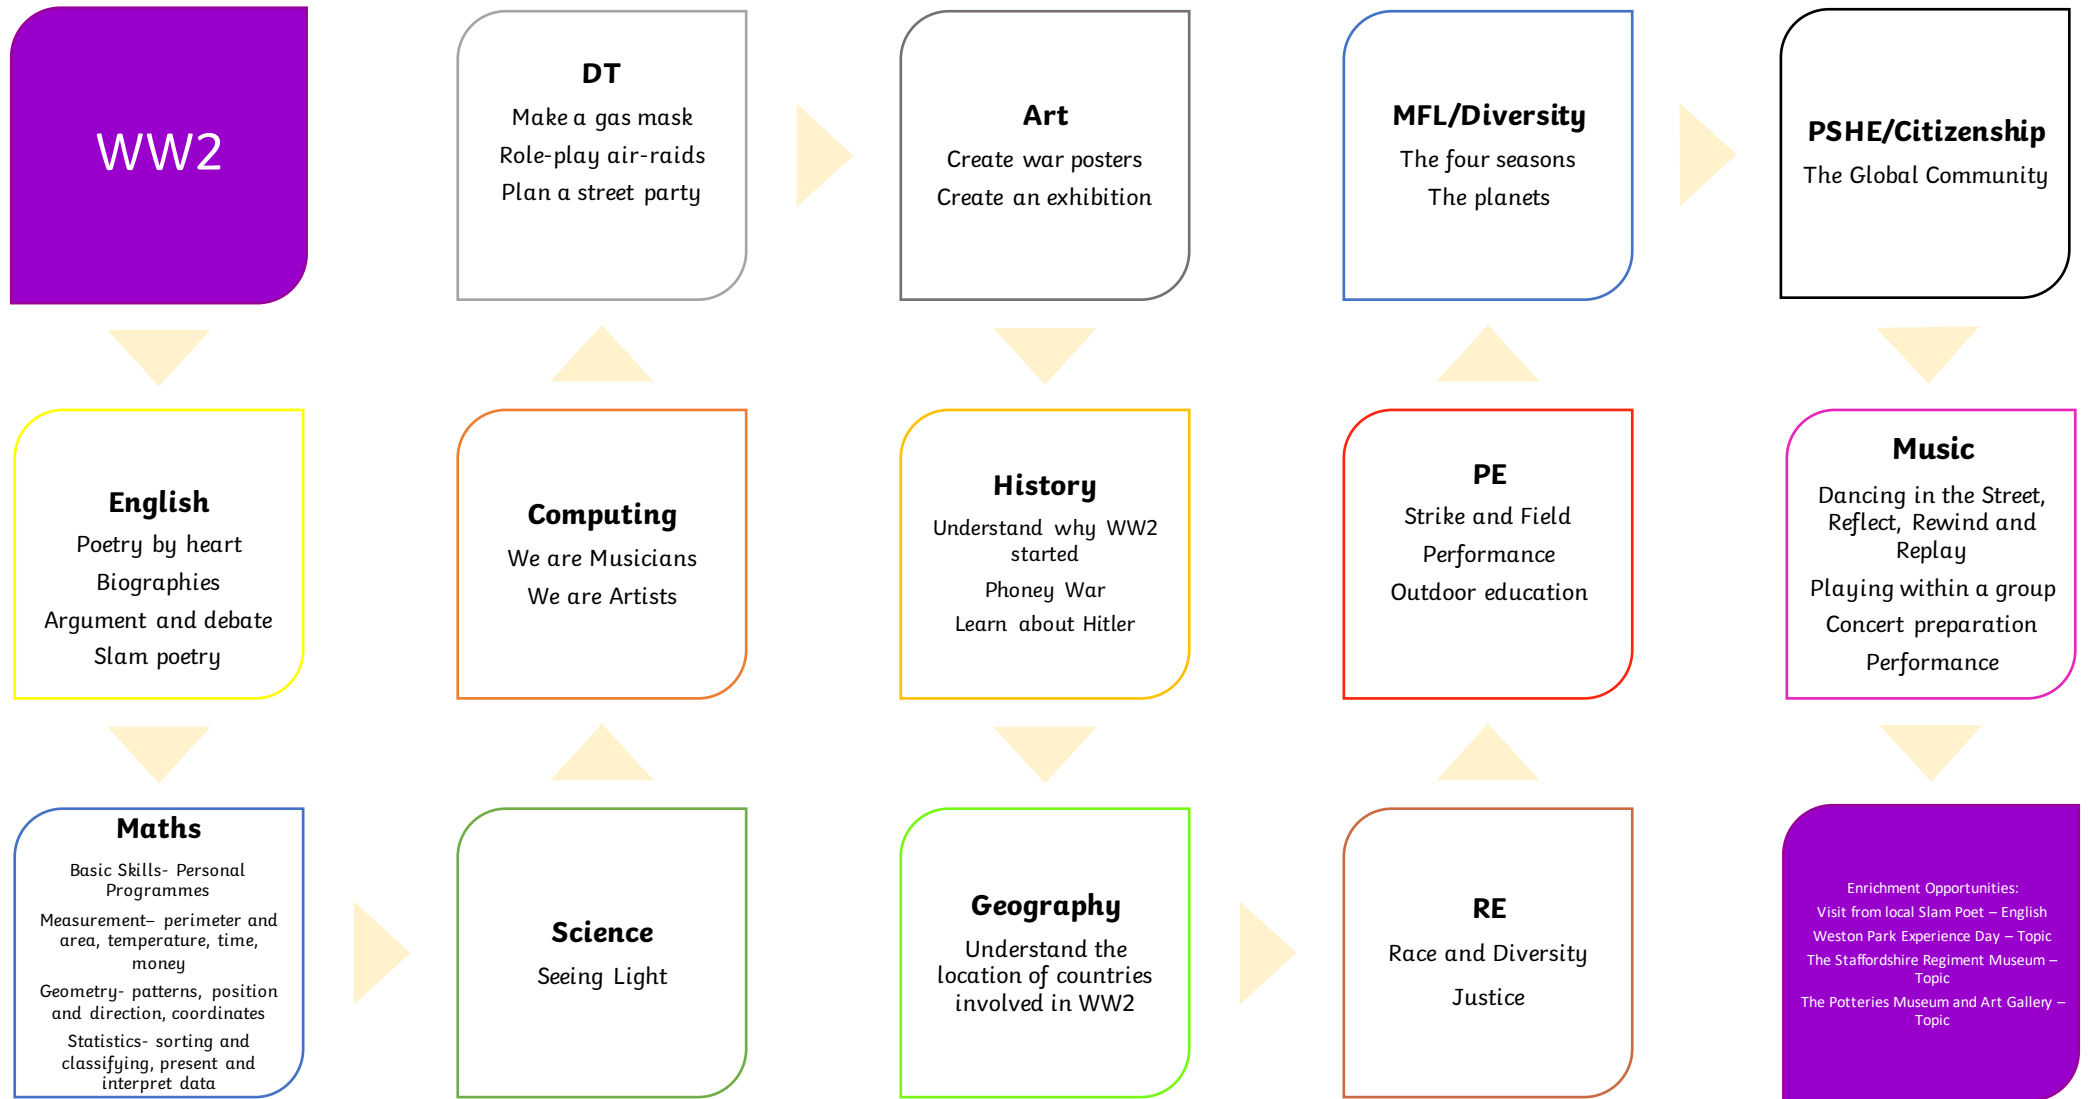 WW2
English
Poetry by heart
Biographies
Argument and debate
Slam poetry
Maths
Basic Skills- Personal
Programmes
Measurement– perimeter and
area, temperature, time,
money
Geometry- patterns, position
and direction, coordinates
Statistics- sorting and
classifying, present and
interpret data
Science
Seeing Light
Computing
We are Musicians
We are Artists
DT
Make a gas mask
Role-play air-raids
Plan a street party
Art
Create war posters
Create an exhibition
History
Understand why WW2
started
Phoney War
Learn about Hitler
Geography
Understand the
location of countries
involved in WW2
RE
Race and Diversity
Justice
PE
Strike and Field
Performance
Outdoor education
MFL/Diversity
The four seasons
The planets
PSHE/Citizenship
The Global Community
Music
Dancing in the Street,
Reflect, Rewind and
Replay
Playing within a group
Concert preparation
Performance
Enrichment Opportunities:
Visit from local Slam Poet – English
Weston Park Experience Day – Topic
The Staffordshire Regiment Museum –
Topic
The Potteries Museum and Art Gallery –
Topic